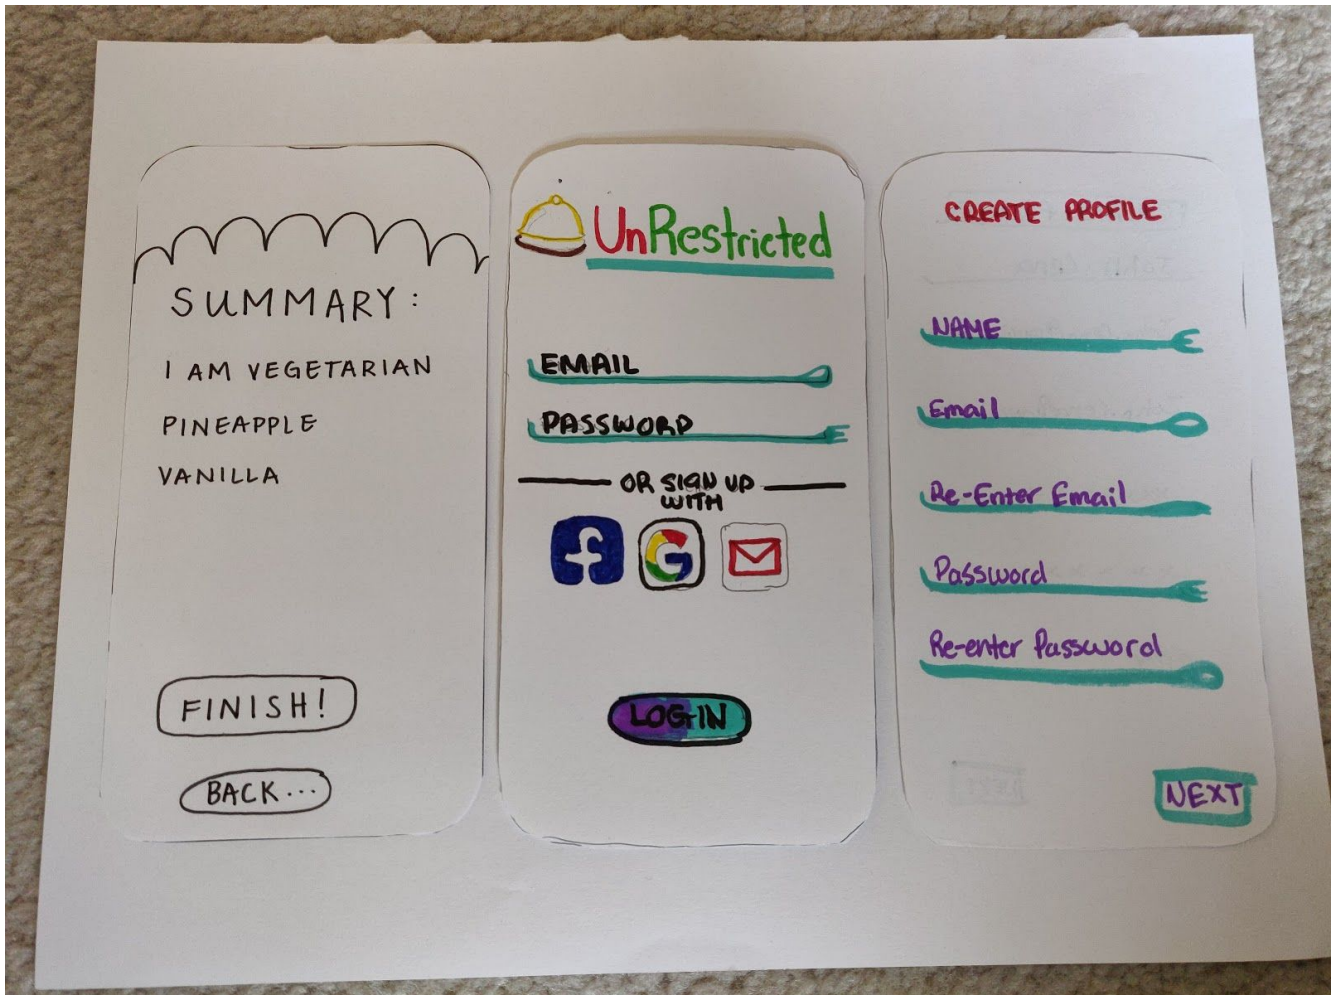 SUMMARY:
I AM VEGETARIAN
PINEAPPLE
VANILLA
FINISH!
BACK...
UnRestricted
EMAIL
PASSWORD
OR SIGN UP
WITH
f
G
LOGIN
CREATE PROFILE
NAME
Email
Re-Enter Email
Password
Re-enter Password
NEXT